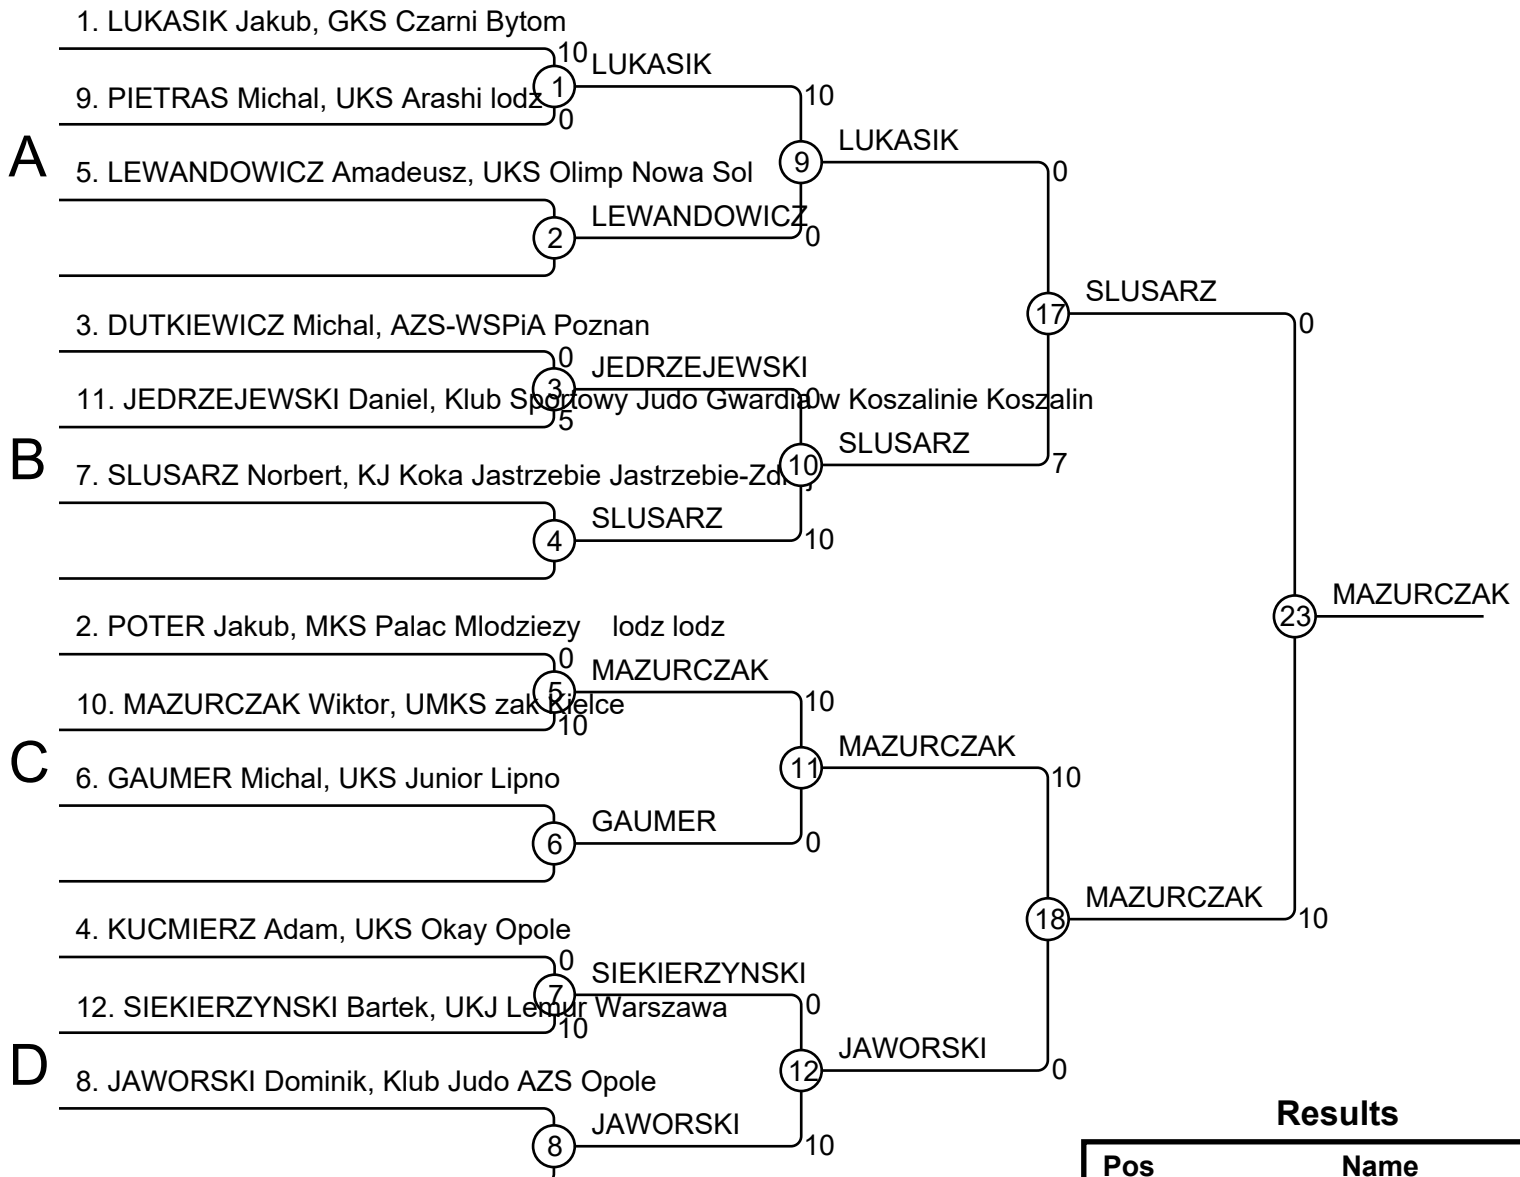 1. LUKASIK Jakub, GKS Czarni Bytom
10
LUKASIK
1
10
9. PIETRAS Michal, UKS Arashi lodz
0
A
LUKASIK
9
0
5. LEWANDOWICZ Amadeusz, UKS Olimp Nowa Sol
LEWANDOWICZ
2
0
SLUSARZ
17
0
3. DUTKIEWICZ Michal, AZS-WSPiA Poznan
0
JEDRZEJEWSKI
3
0
11. JEDRZEJEWSKI Daniel, Klub Sportowy Judo Gwardia w Koszalinie Koszalin
5
B
SLUSARZ
10
7
7. SLUSARZ Norbert, KJ Koka Jastrzebie
SLUSARZ
4
10
MAZURCZAK
23
2. POTER Jakub, MKS Palac Mlodziezy lodz lodz
0
MAZURCZAK
5
10
10. MAZURCZAK Wiktor, UMKS zak Kielce
10
C
MAZURCZAK
11
10
6. GAUMER Michal, UKS Junior Lipno
GAUMER
6
0
MAZURCZAK
18
10
4. KUCMIERZ Adam, UKS Okay Opole
0
SIEKIERZYNSKI
7
0
12. SIEKIERZYNSKI Bartek, UKJ Lemur Warszawa
10
D
JAWORSKI
12
0
8. JAWORSKI Dominik, Klub Judo AZS Opole
JAWORSKI
8
10
Results
Pos Name